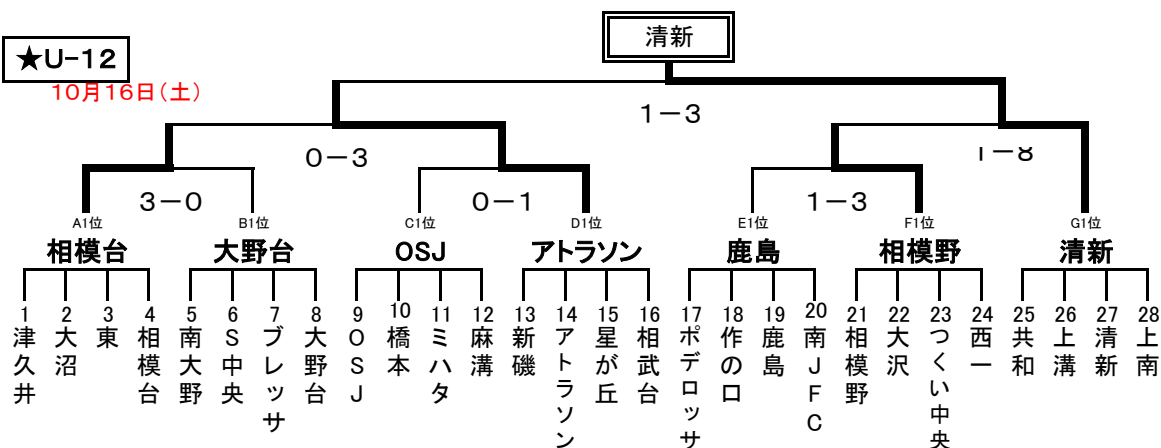 清新
★U-12
10月16日(土)
1-3
0-3
1-8
3-0
0-1
1-3
A1位
B1位
C1位
D1位
E1位
F1位
G1位
相模台
大野台
OSJ
アトラソン
鹿島
相模野
清新
1 津久井
2 大沼
3 東
4 相模台
5 南大野
6 S中央
7 ブレッサ
8 大野台
9 OSJ
10 橋本
11 ミハタ
12 麻溝
13 新磯
14 アトラソン
15 星が丘
16 相武台
17 ポデロッサ
18 作の口
19 鹿島
20 南JFC
21 相模野
22 大沢
23 つくい中央
24 西一
25 共和
26 上溝
27 清新
28 上南